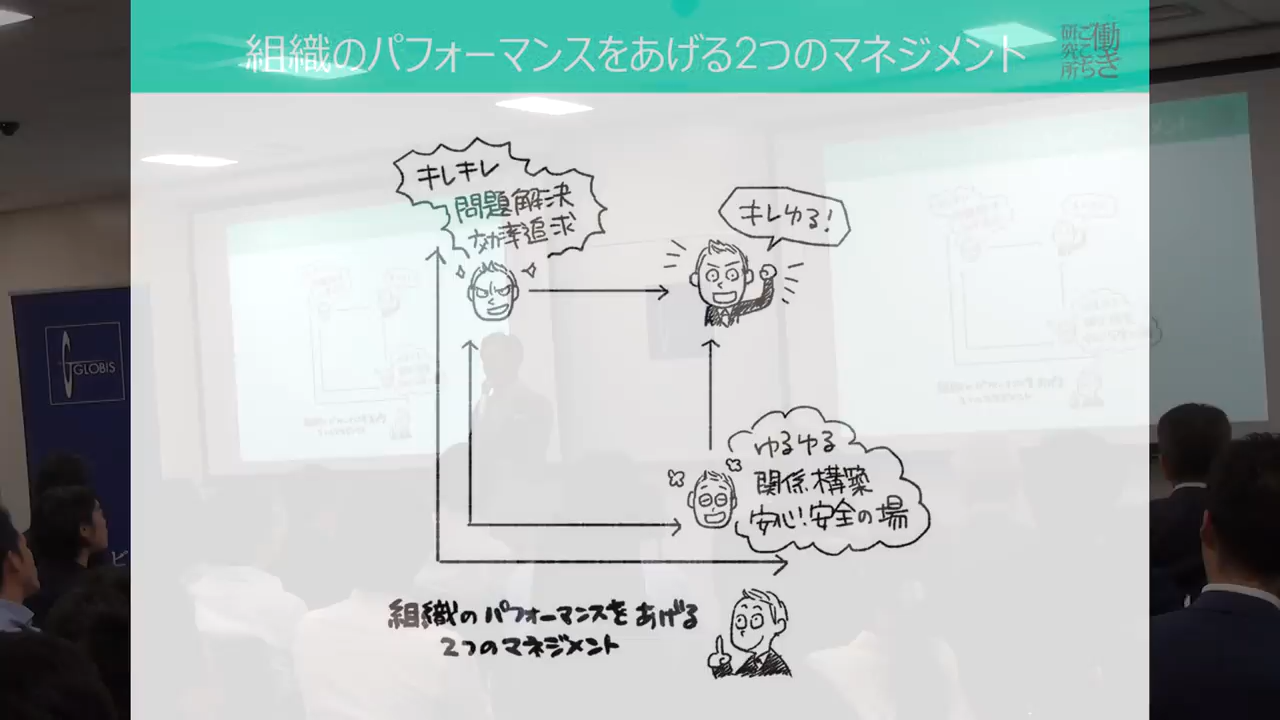 組織のパフォーマンスをあげる2つのマネジメント
働き
ごこち
研究所
キレキレ
問題解決
効率追求
キレゆる!
GLOBIS
ゆるゆる
関係構築
安心!安全の場
ビ
組織のパフォーマンスをあげる
2つのマネジメント